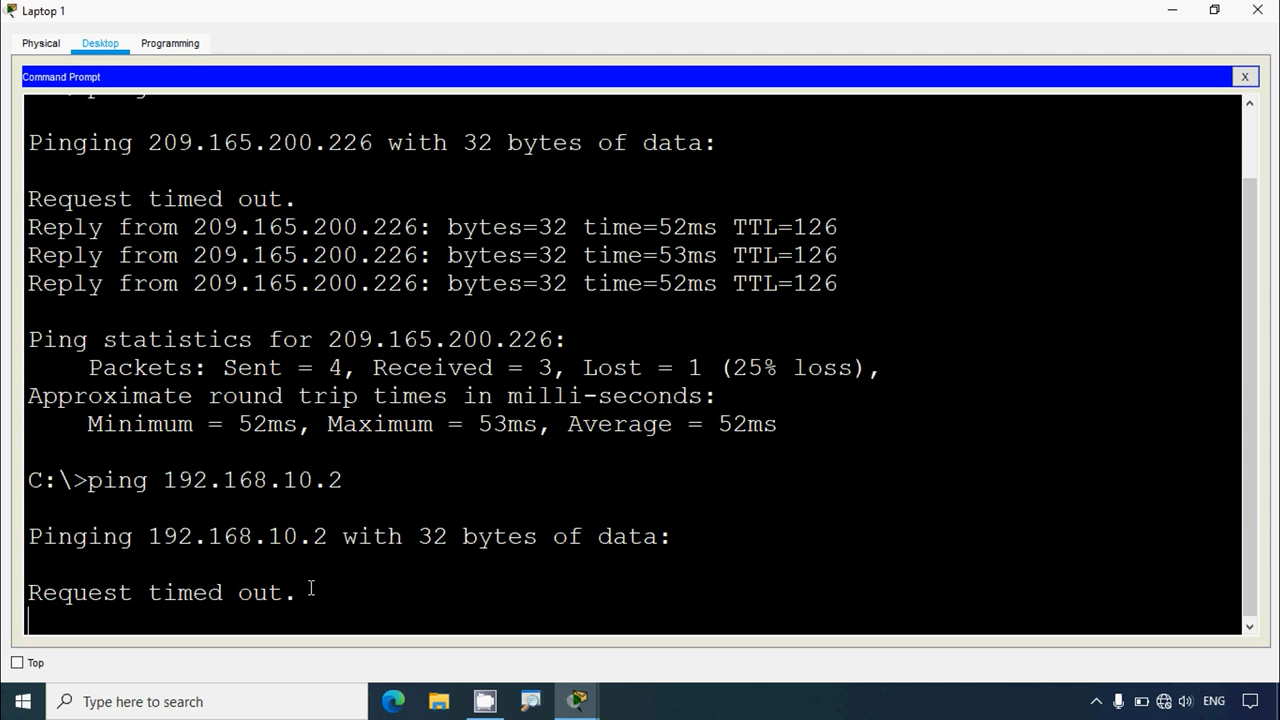 Laptop 1
Physical Desktop Programming
Command Prompt X
Pinging 209.165.200.226 with 32 bytes of data:
Request timed out.
Reply from 209.165.200.226: bytes=32 time=52ms TTL=126
Reply from 209.165.200.226: bytes=32 time=53ms TTL=126
Reply from 209.165.200.226: bytes=32 time=52ms TTL=126
Ping statistics for 209.165.200.226:
Packets: Sent = 4, Received = 3, Lost = 1 (25% loss),
Approximate round trip times in milli-seconds:
Minimum = 52ms, Maximum = 53ms, Average = 52ms
C:\>ping 192.168.10.2
Pinging 192.168.10.2 with 32 bytes of data:
Request timed out.
Top
Type here to search ENG